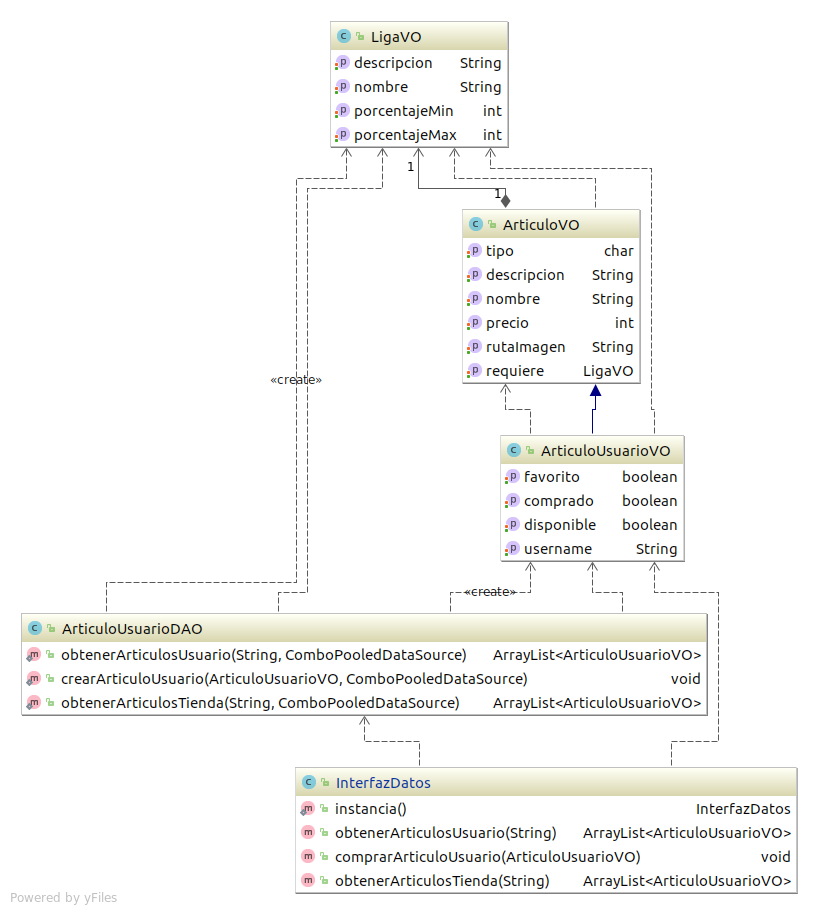 LigaVO
descripcion String
nombre String
porcentajeMin int
porcentajeMax int
1
1
ArticuloVO
tipo char
descripcion String
nombre String
precio int
rutaImagen String
requiere LigaVO
«create»
ArticuloUsuarioVO
favorito boolean
comprado boolean
disponible boolean
username String
«create»
ArticuloUsuarioDAO
obtenerArticulosUsuario(String, ComboPooledDataSource) ArrayList<ArticuloUsuarioVO>
crearArticuloUsuario(ArticuloUsuarioVO, ComboPooledDataSource) void
obtenerArticulosTienda(String, ComboPooledDataSource) ArrayList<ArticuloUsuarioVO>
InterfazDatos
instancia() InterfazDatos
obtenerArticulosUsuario(String) ArrayList<ArticuloUsuarioVO>
comprarArticuloUsuario(ArticuloUsuarioVO) void
obtenerArticulosTienda(String) ArrayList<ArticuloUsuarioVO>
Powered by yFiles